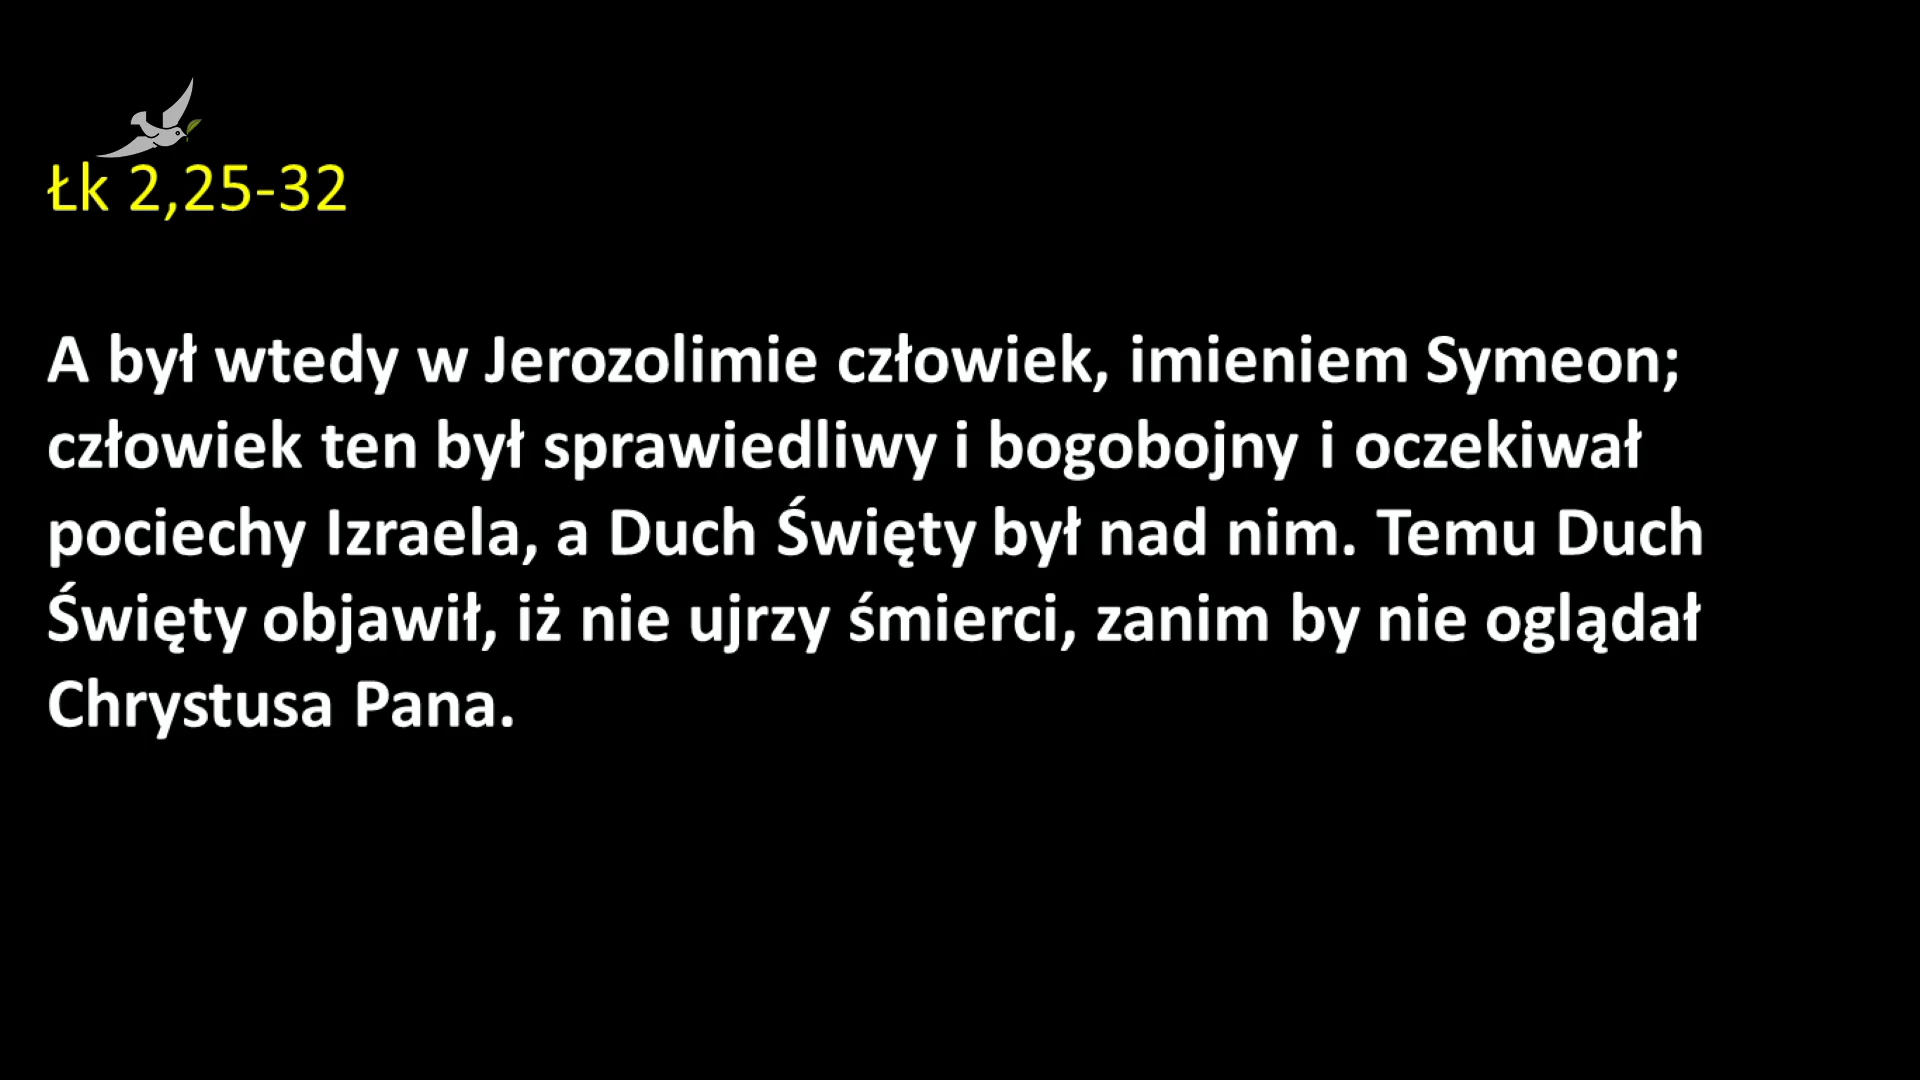 Łk 2,25-32
A był wtedy w Jerozolimie człowiek, imieniem Symeon;
człowiek ten był sprawiedliwy i bogobojny i oczekiwał
pociechy Izraela, a Duch Święty był nad nim. Temu Duch
Święty objawił, iż nie ujrzy śmierci, zanim by nie oglądał
Chrystusa Pana.